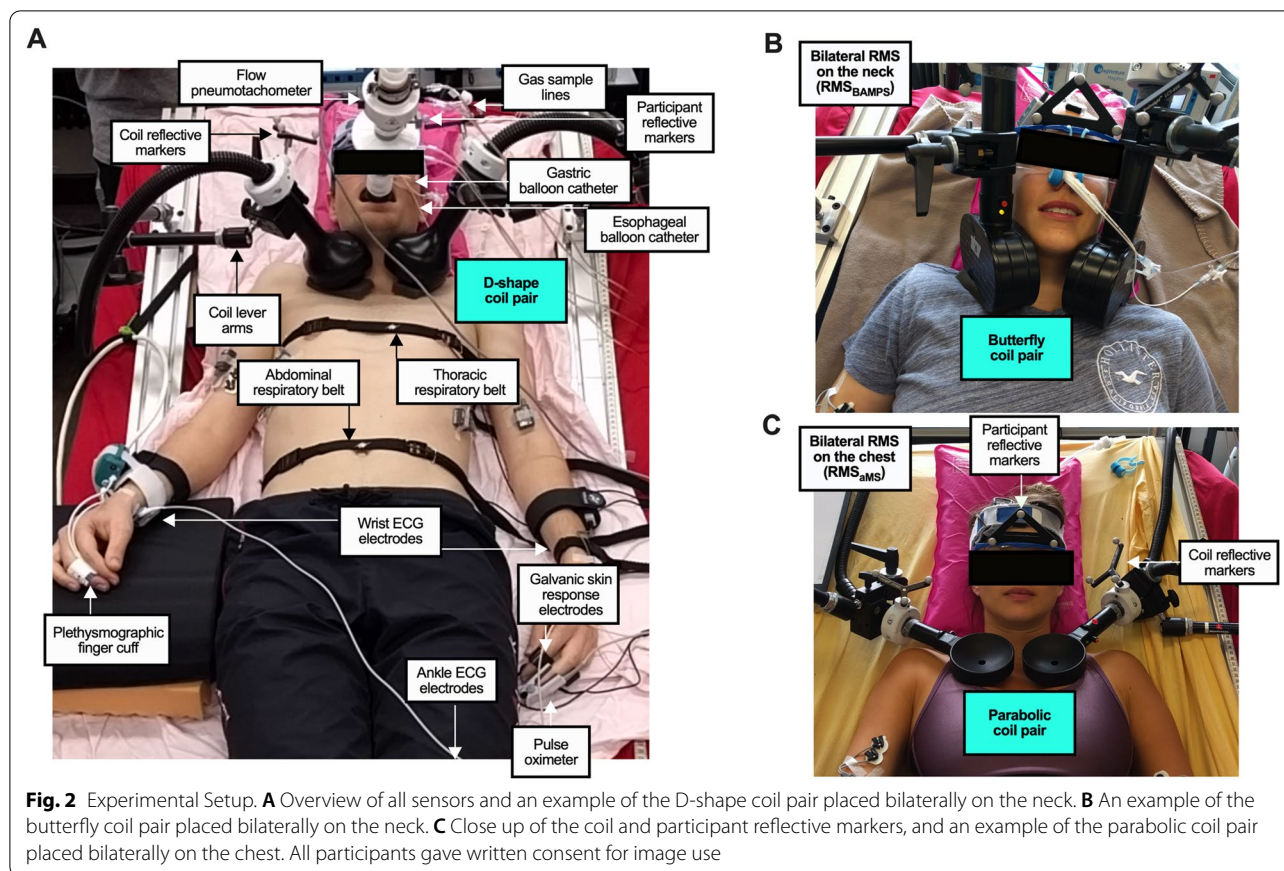 A
Flow
pneumotachometer
Gas sample
lines
Participant
reflective
markers
Coil reflective
markers
Gastric
balloon catheter
Esophageal
balloon catheter
D-shape
coil pair
Coil lever
arms
Abdominal
respiratory belt
Thoracic
respiratory belt
Wrist ECG
electrodes
Galvanic skin
response
electrodes
Plethysmographic
finger cuff
Ankle ECG
electrodes
Pulse
oximeter
B
Bilateral RMS
on the neck
(RMSBAMPS)
Butterfly
coil pair
HOLLISTER
C
Participant
reflective
markers
Bilateral RMS
on the chest
(RMSaMS)
Coil reflective
markers
Parabolic
coil pair
Fig. 2 Experimental Setup. A Overview of all sensors and an example of the D-shape coil pair placed bilaterally on the neck. B An example of the
butterfly coil pair placed bilaterally on the neck. C Close up of the coil and participant reflective markers, and an example of the parabolic coil pair
placed bilaterally on the chest. All participants gave written consent for image use